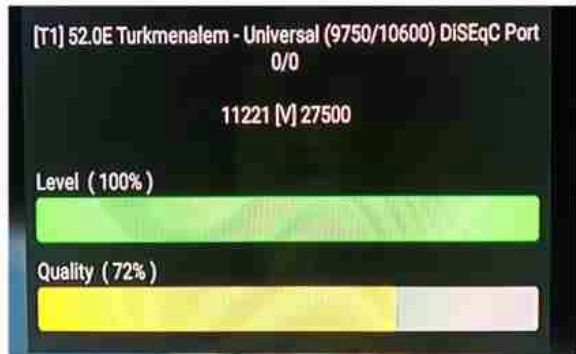 [T1] 52.0E Turkmenalem - Universal (9750/10600) DiSEqC Port
0/0
11221 [V] 27500
Level ( 100% )
Quality ( 72% )